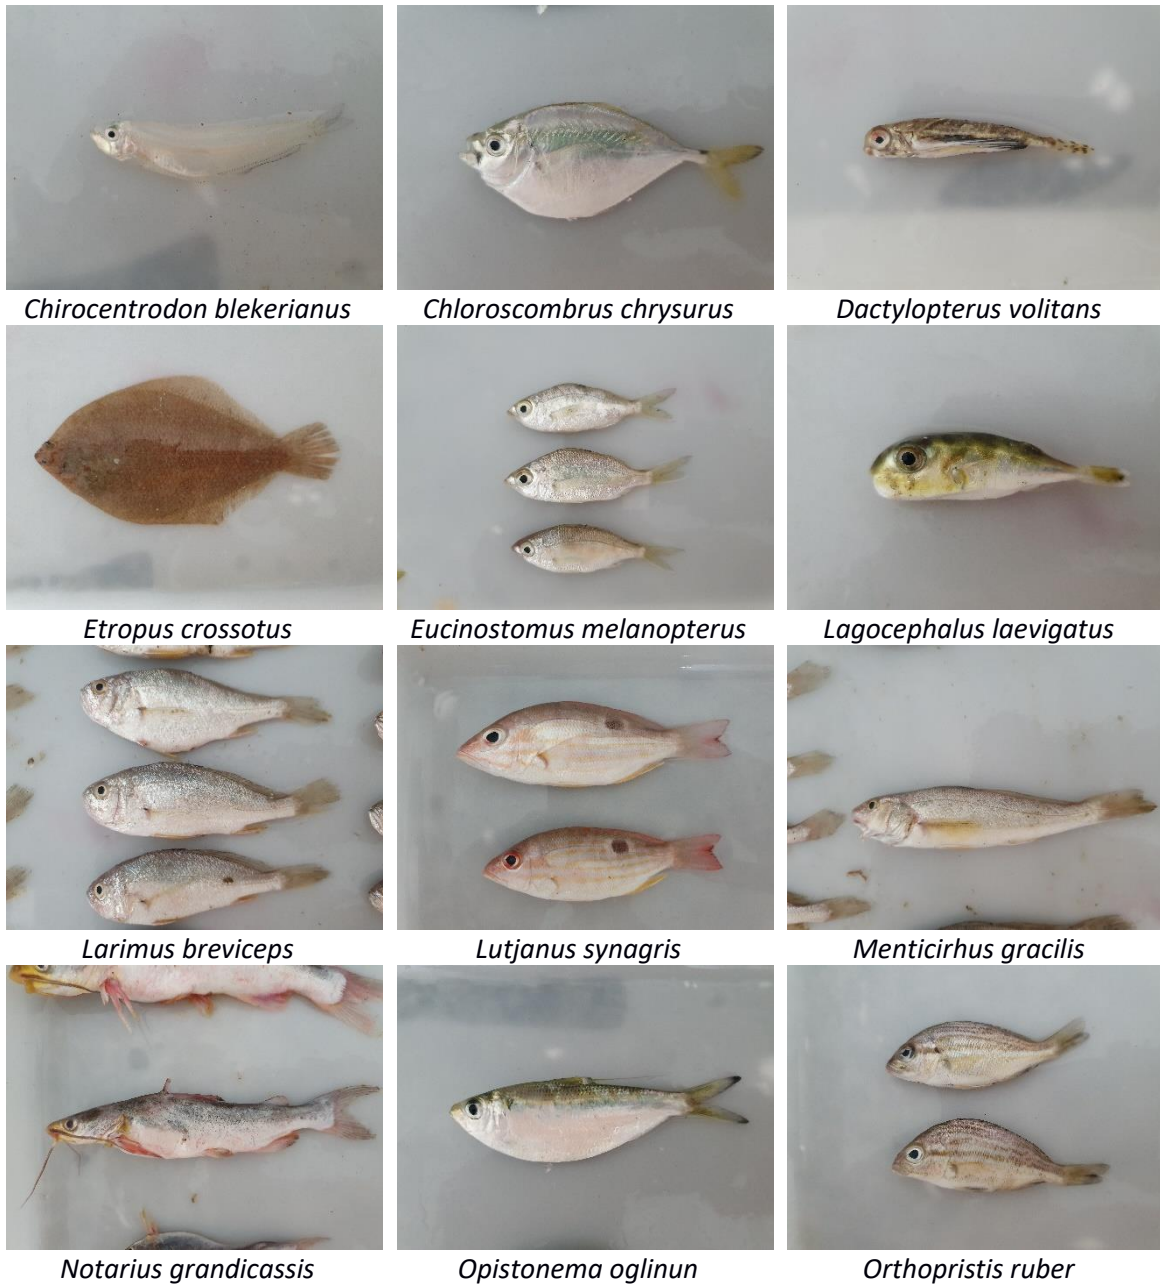 Chirocentrodon blekerianus
Chloroscombrus chrysurus
Dactylopterus volitans
Etropus crossotus
Eucinostomus melanopterus
Lagocephalus laevigatus
Larimus breviceps
Lutjanus synagris
Menticirhus gracilis
Notarius grandicassis
Opistonema oglinun
Orthopristis ruber